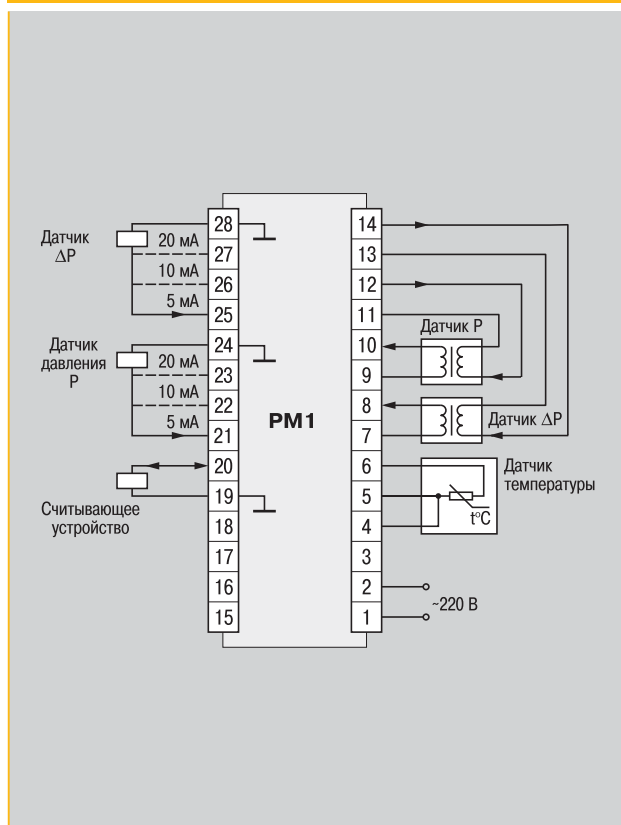 Датчик
ΔP
20 мА
10 мА
5 мА
28
27
26
25
Датчик
давления
P
20 мА
10 мА
5 мА
24
23
22
21
Считывающее
устройство
20
19
18
17
16
15
PM1
14
13
12
11
10
9
8
7
6
5
4
3
2
1
Датчик P
Датчик ΔP
Датчик
температуры
t°C
~220 В